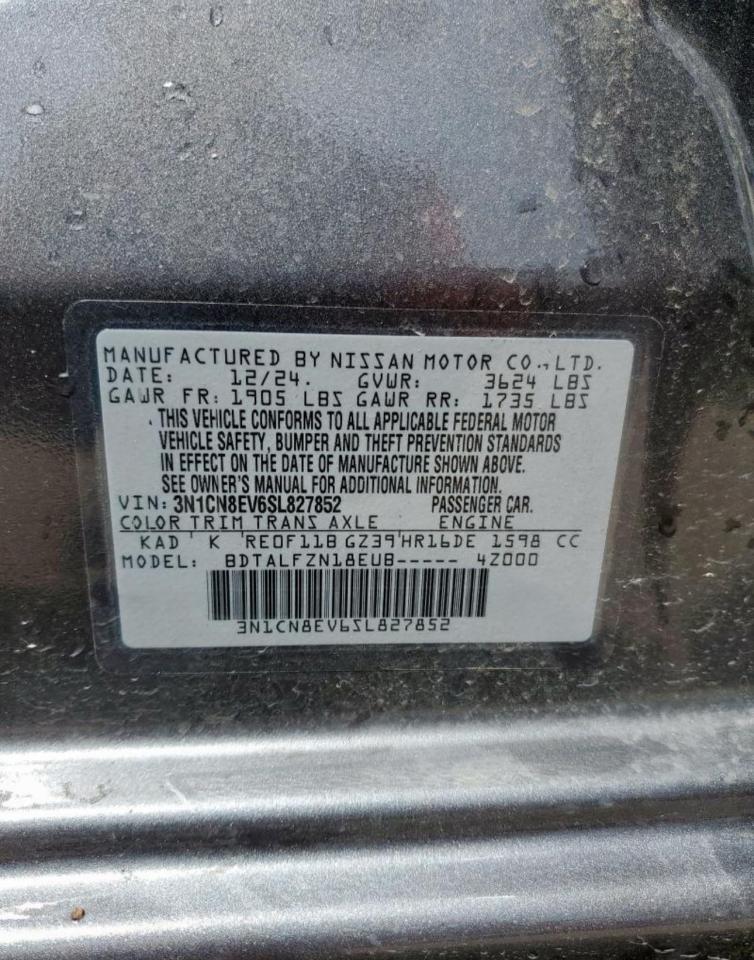 MANUFACTURED BY NISSAN MOTOR CO.,LTD.
DATE: 12/24. GVWR: 3624 LBS
GAWR FR: 1905 LBS GAWR RR: 1735 LBS
THIS VEHICLE CONFORMS TO ALL APPLICABLE FEDERAL MOTOR
VEHICLE SAFETY, BUMPER AND THEFT PREVENTION STANDARDS
IN EFFECT ON THE DATE OF MANUFACTURE SHOWN ABOVE.
SEE OWNER'S MANUAL FOR ADDITIONAL INFORMATION.
VIN: 3N1CN8EV6SL827852 PASSENGER CAR.
COLOR TRIM TRANS AXLE ENGINE
KAD K RE0F11B GZ39 HR16DE 1598 CC
MODEL: BDTALFZN18EUB----- 4Z000
3N1CN8EV6SL827852